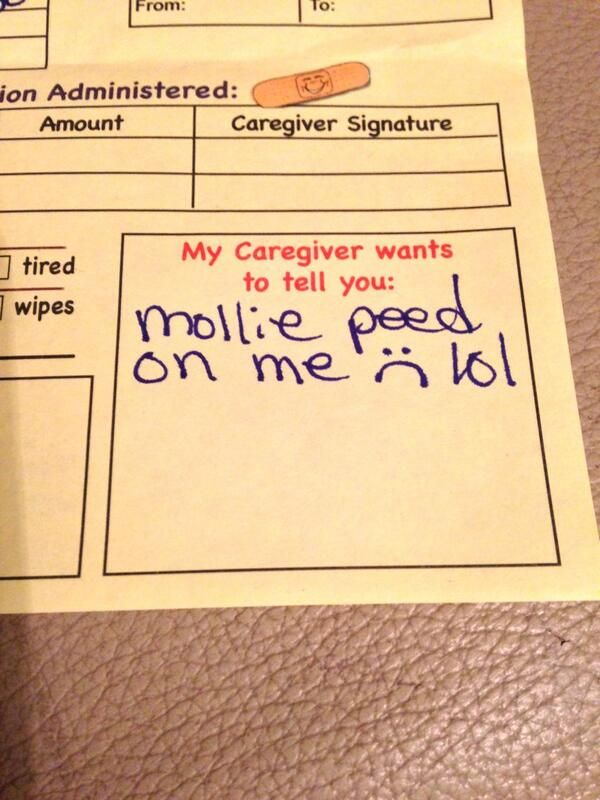 From: To:
ion Administered:
Amount Caregiver Signature
tired
wipes
My Caregiver wants
to tell you:
mollie peed
on me :( lol